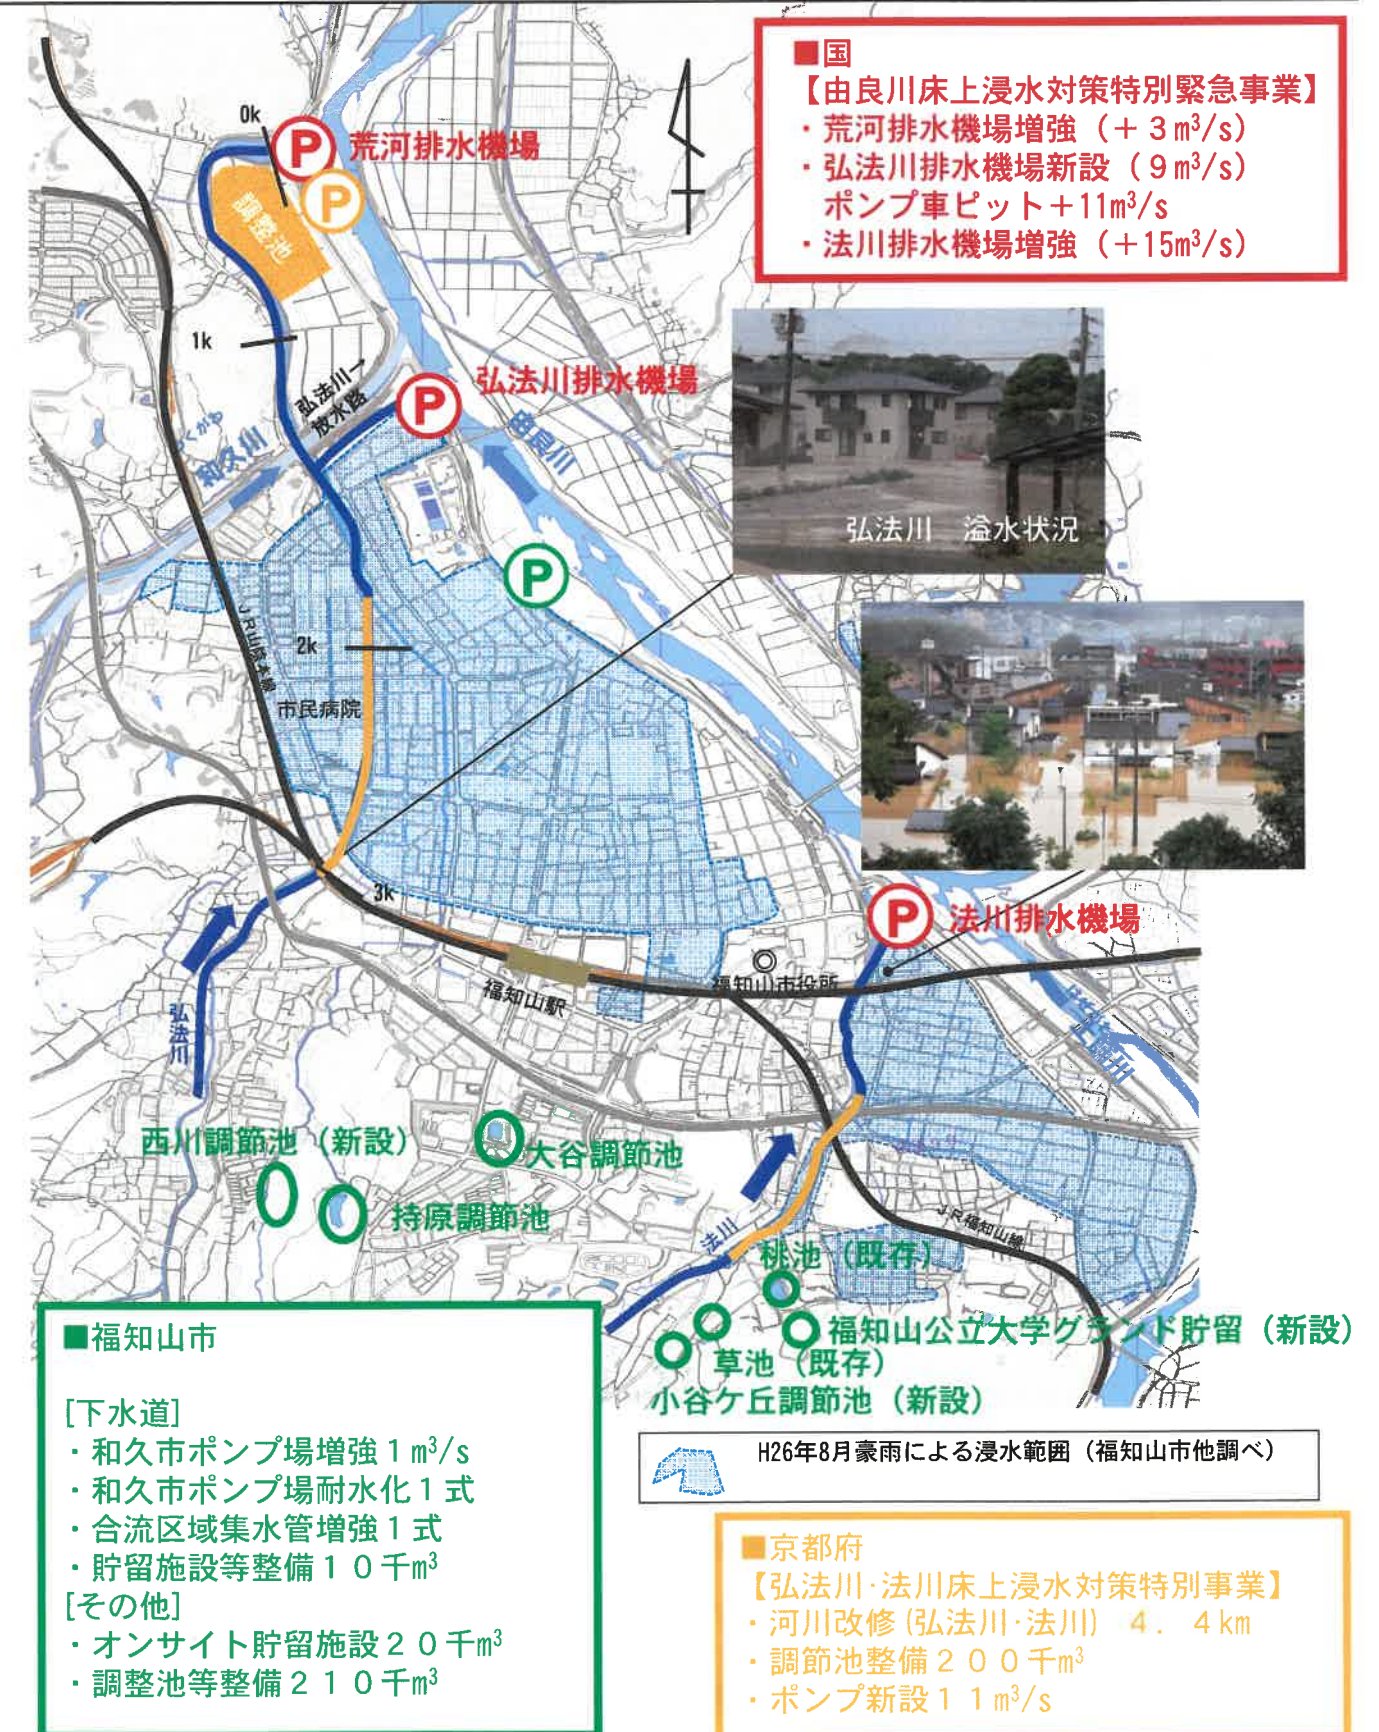 ■国
【由良川床上浸水対策特別緊急事業】
・荒河排水機場増強（＋３m³/s）
・弘法川排水機場新設（９m³/s）
ポンプ車ピット＋11m³/s
・法川排水機場増強（＋15m³/s）
0k
P
荒河排水機場
P
調整池
1k
弘法川
放水路
P
弘法川排水機場
和久川
由良川
弘法川　溢水状況
P
2k
JR山陰本線
市民病院
3k
P
法川排水機場
福知山市役所
福知山駅
弘法川
西川調節池（新設）
大谷調節池
持原調節池
法川
JR福知山線
桃池（既存）
福知山公立大学グランド貯留（新設）
草池（既存）
小谷ケ丘調節池（新設）
■福知山市
[下水道]
・和久市ポンプ場増強１m³/s
・和久市ポンプ場耐水化１式
・合流区域集水管増強１式
・貯留施設等整備１０千m³
[その他]
・オンサイト貯留施設２０千m³
・調整池等整備２１０千m³
H26年8月豪雨による浸水範囲（福知山市他調べ）
■京都府
【弘法川･法川床上浸水対策特別事業】
・河川改修(弘法川･法川)　４．４km
・調節池整備２００千m³
・ポンプ新設１１m³/s